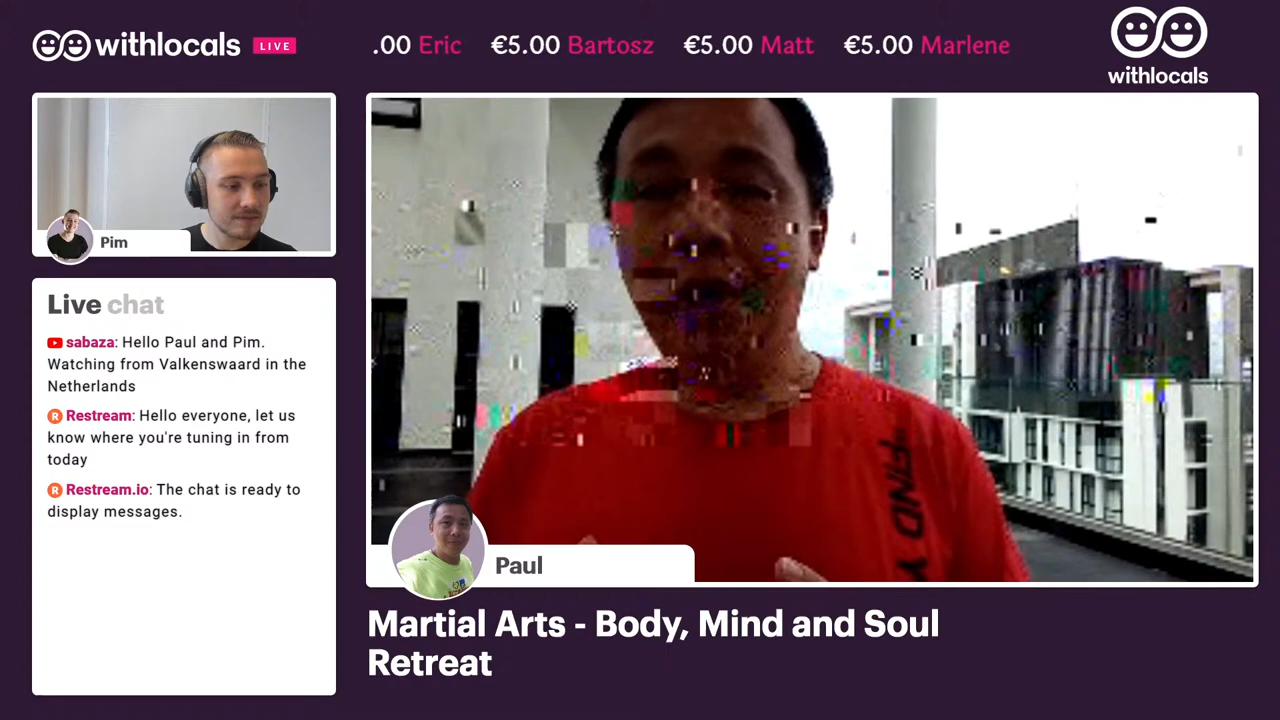 withlocals LIVE
.00 Eric €5.00 Bartosz €5.00 Matt €5.00 Marlene
withlocals
Pim
Live chat
sabaza: Hello Paul and Pim.
Watching from Valkenswaard in the
Netherlands
R Restream: Hello everyone, let us
know where you're tuning in from
today
R Restream.io: The chat is ready to
display messages.
FIND Y
Paul
Martial Arts - Body, Mind and Soul
Retreat